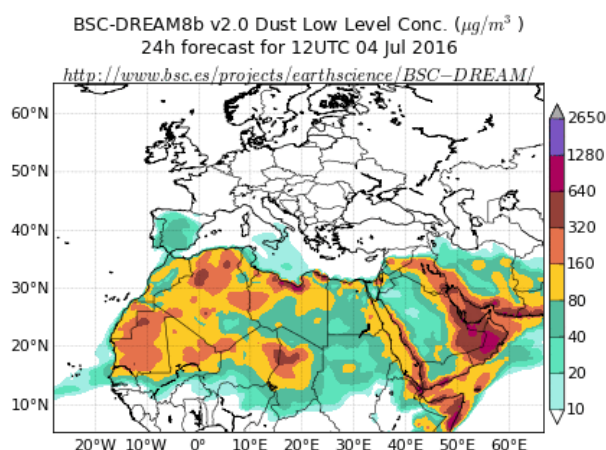 BSC-DREAM8b v2.0 Dust Low Level Conc. (μg/m³ )
24h forecast for 12UTC 04 Jul 2016
http://www.bsc.es/projects/earthscience/BSC−DREAM/
60°N
50°N
40°N
30°N
20°N
10°N
20°W
10°W
0°
10°E
20°E
30°E
40°E
50°E
60°E
2650
1280
640
320
160
80
40
20
10